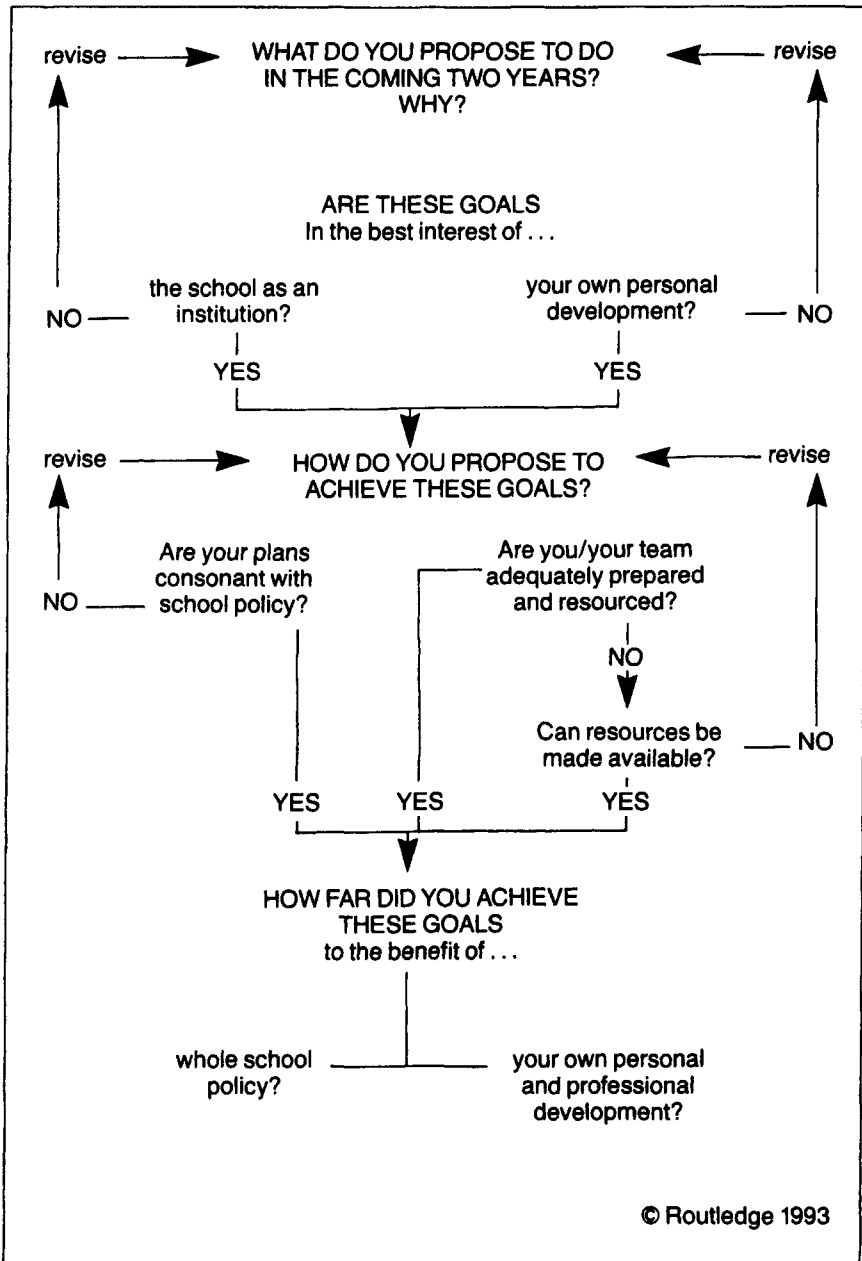 revise
WHAT DO YOU PROPOSE TO DO
IN THE COMING TWO YEARS?
WHY?
revise
ARE THESE GOALS
In the best interest of ...
the school as an
institution?
your own personal
development?
NO
NO
YES
YES
revise
HOW DO YOU PROPOSE TO
ACHIEVE THESE GOALS?
revise
Are your plans
consonant with
school policy?
Are you/your team
adequately prepared
and resourced?
NO
NO
Can resources be
made available?
NO
YES
YES
YES
HOW FAR DID YOU ACHIEVE
THESE GOALS
to the benefit of ...
whole school
policy?
your own personal
and professional
development?
© Routledge 1993